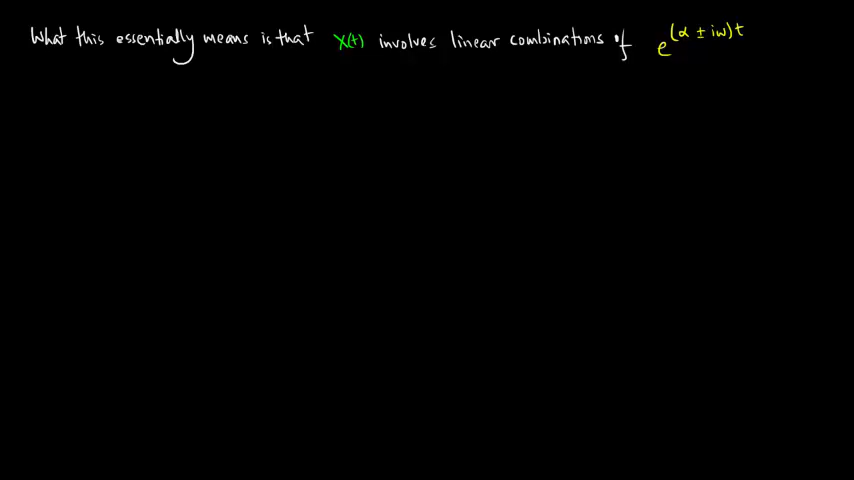 What this essentially means is that X(t) involves linear combinations of e^(α ± iω)t